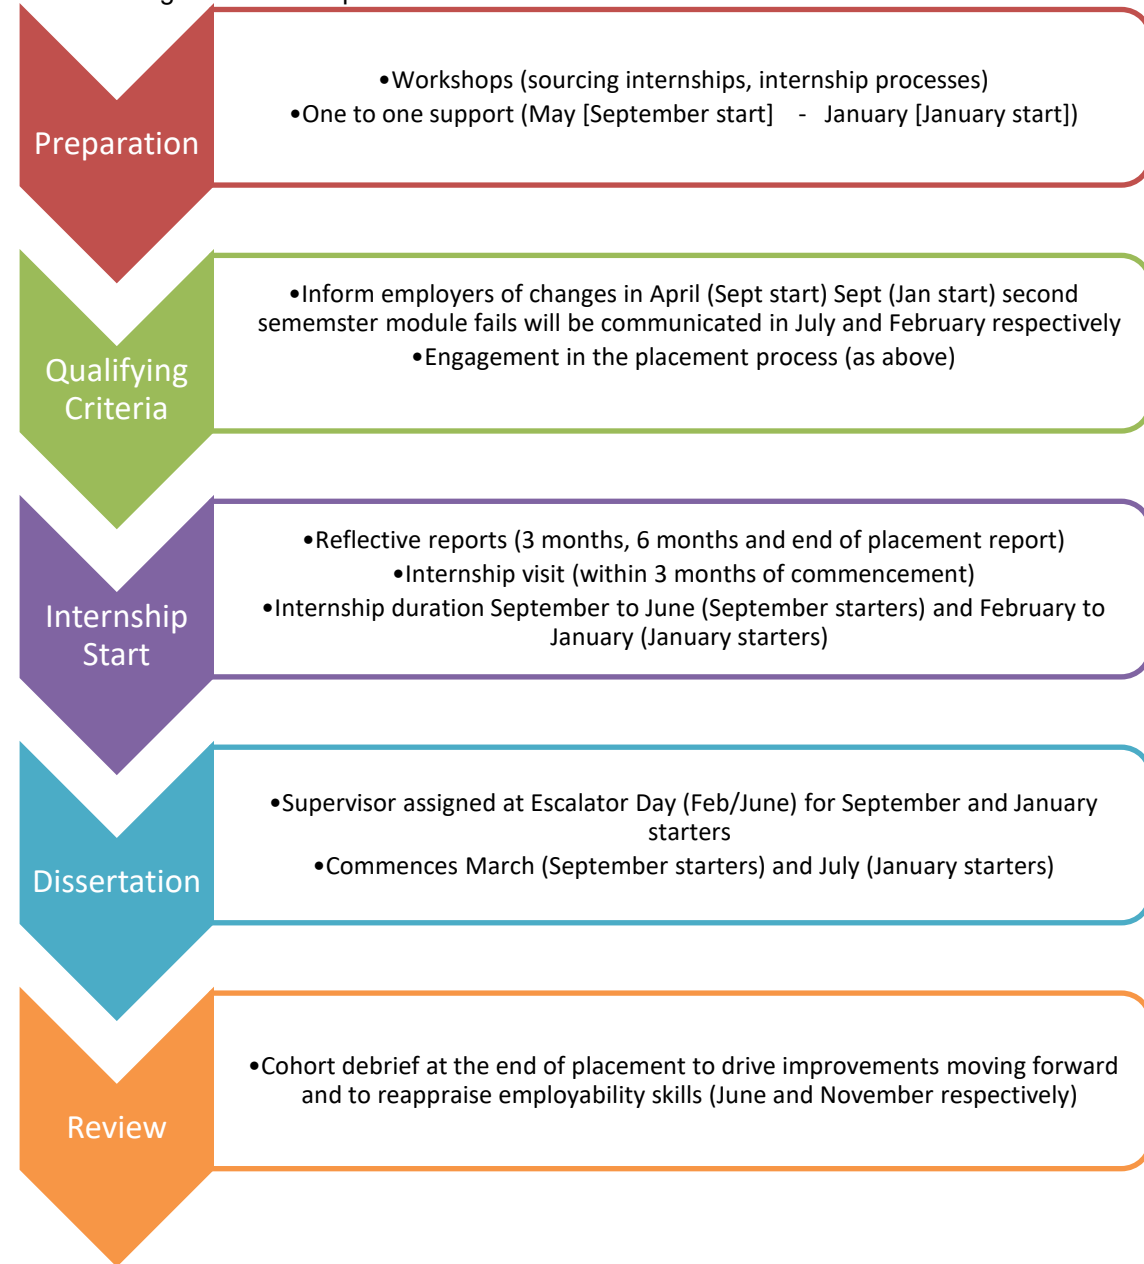 Preparation
•Workshops (sourcing internships, internship processes)
•One to one support (May [September start]   -   January [January start])
Qualifying
Criteria
•Inform employers of changes in April (Sept start) Sept (Jan start) second
sememster module fails will be communicated in July and February respectively
•Engagement in the placement process (as above)
Internship
Start
•Reflective reports (3 months, 6 months and end of placement report)
•Internship visit (within 3 months of commencement)
•Internship duration September to June (September starters) and February to
January (January starters)
Dissertation
•Supervisor assigned at Escalator Day (Feb/June) for September and January
starters
•Commences March (September starters) and July (January starters)
Review
•Cohort debrief at the end of placement to drive improvements moving forward
and to reappraise employability skills (June and November respectively)